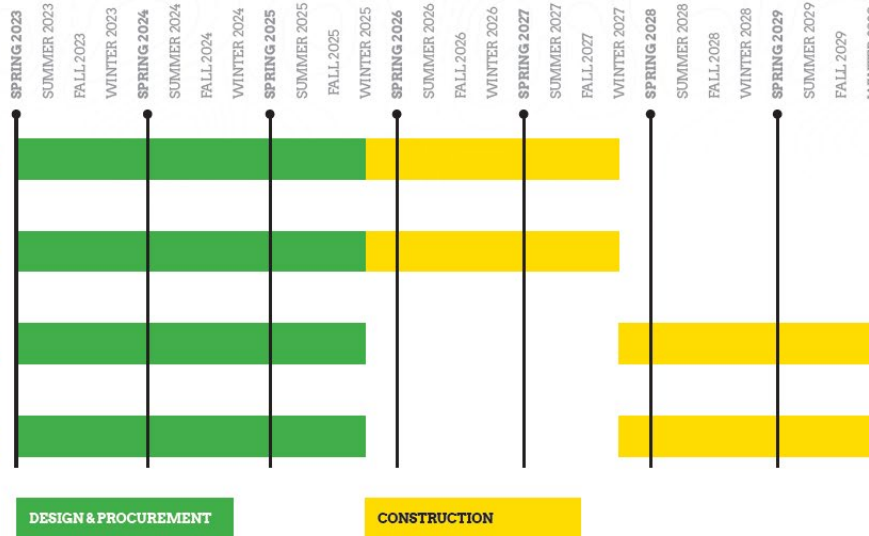 SPRING 2023
SUMMER 2023
FALL 2023
WINTER 2023
SPRING 2024
SUMMER 2024
FALL 2024
WINTER 2024
SPRING 2025
SUMMER 2025
FALL 2025
WINTER 2025
SPRING 2026
SUMMER 2026
FALL 2026
WINTER 2026
SPRING 2027
SUMMER 2027
FALL 2027
WINTER 2027
SPRING 2028
SUMMER 2028
FALL 2028
WINTER 2028
SPRING 2029
SUMMER 2029
FALL 2029
DESIGN & PROCUREMENT
CONSTRUCTION